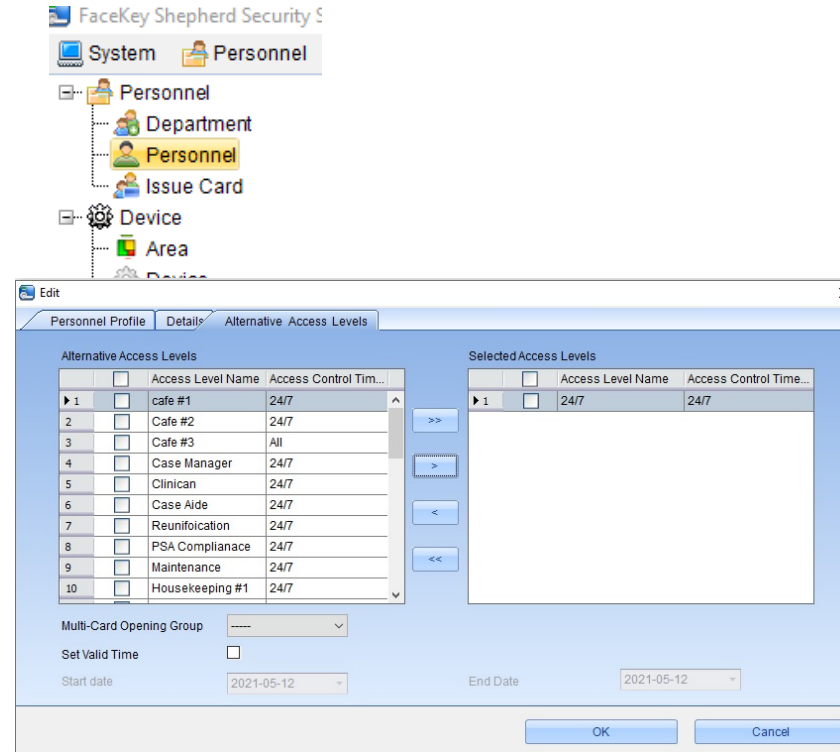 FaceKey Shepherd Security S
System Personnel
Personnel
Department
Personnel
Issue Card
Device
Area
Device
Edit
Personnel Profile Details Alternative Access Levels
Alternative Access Levels Selected Access Levels
Access Level Name Access Control Tim... Access Level Name Access Control Time...
1 cafe #1 24/7 >> 1 24/7 24/7
2 Cafe #2 24/7
3 Cafe #3 All
4 Case Manager 24/7 >
5 Clinican 24/7
6 Case Aide 24/7 <
7 Reunifoication 24/7
8 PSA Complianace 24/7 <<
9 Maintenance 24/7
10 Housekeeping #1 24/7
Multi-Card Opening Group -----
Set Valid Time
Start date 2021-05-12 End Date 2021-05-12
OK Cancel